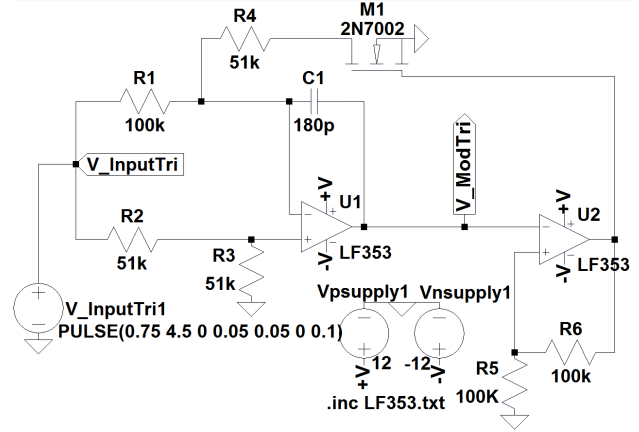 M1
R4
2N7002
51k
R1
C1
100k
180p
V_InputTri
+V
U1
V_ModTri
+V
U2
R2
LF353
LF353
51k
R3
-V
-V
51k
V_InputTri1
Vpsupply1
Vnsupply1
PULSE(0.75 4.5 0 0.05 0.05 0 0.1)
R6
12
-12
R5
100k
+V
-V
100K
.inc LF353.txt